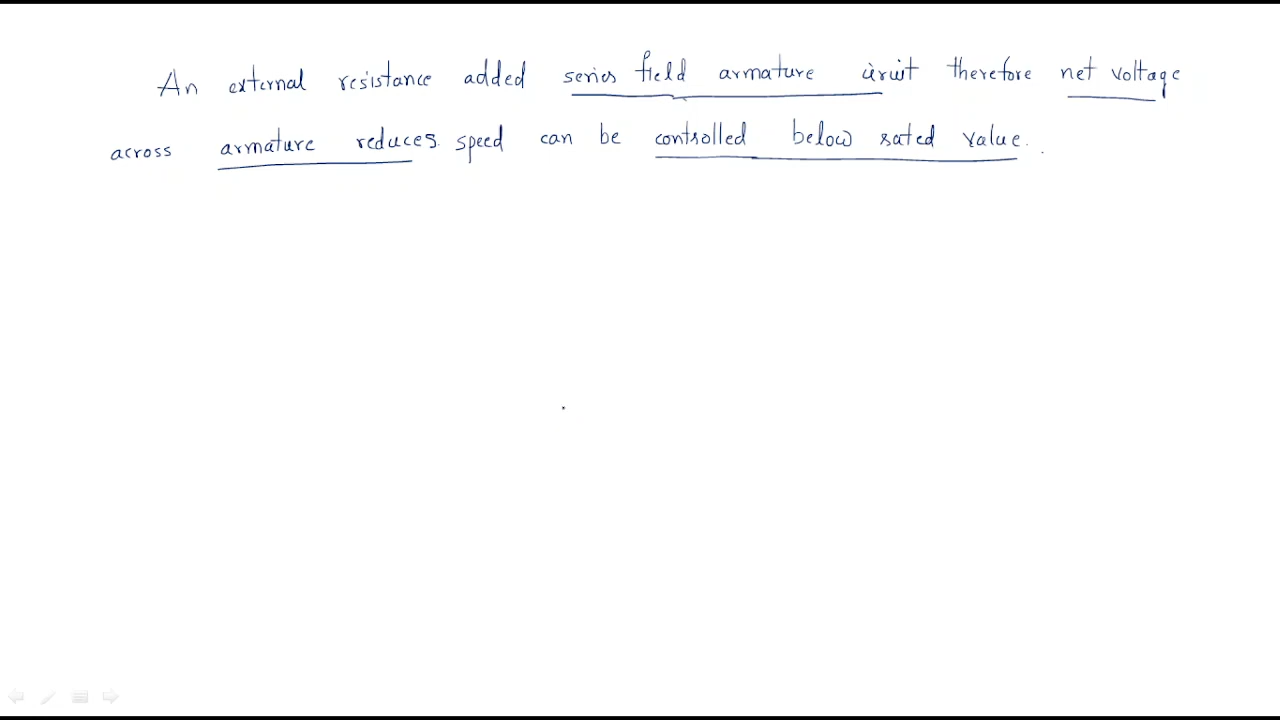 An external resistance added series field armature ciruit therefore net voltage
across armature reduces. speed can be controlled below rated value.